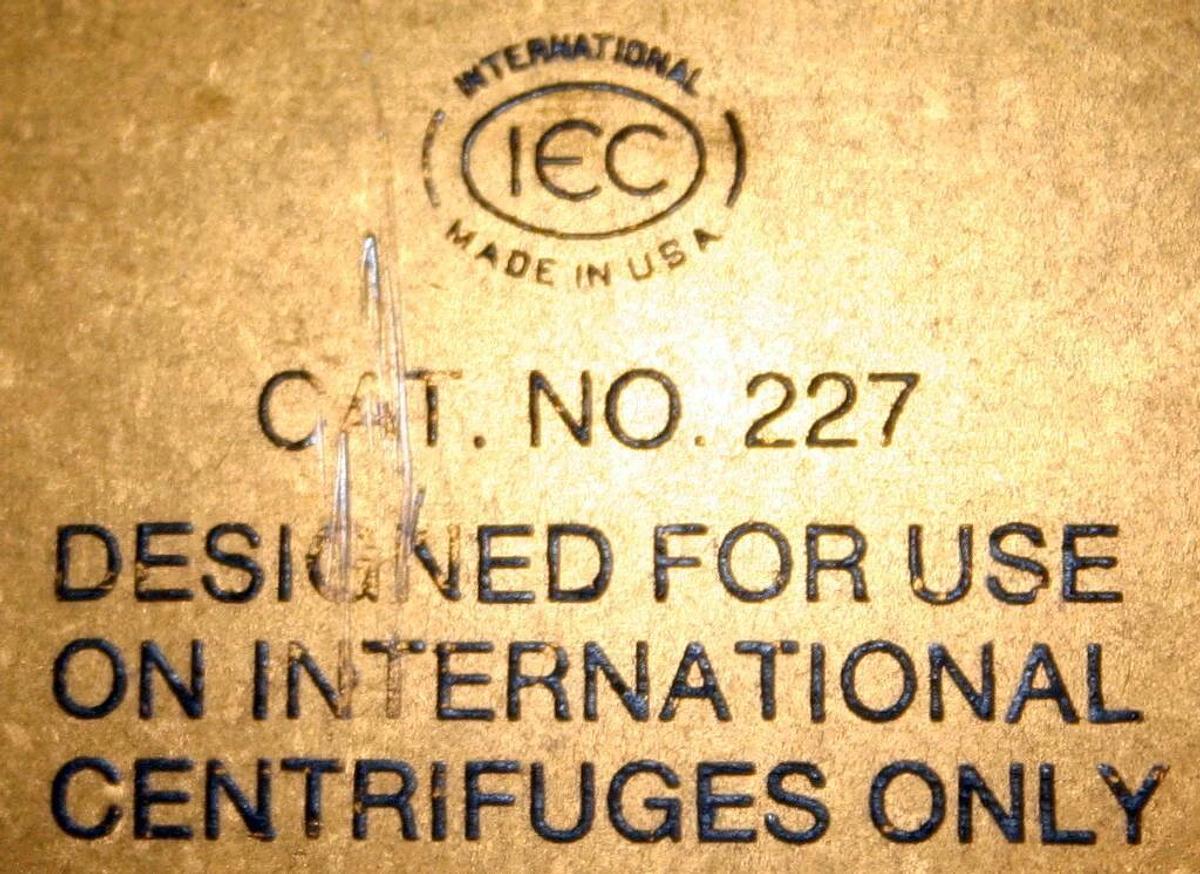 INTERNATIONAL
IEC
MADE IN USA
CAT. NO. 227
DESIGNED FOR USE
ON INTERNATIONAL
CENTRIFUGES ONLY